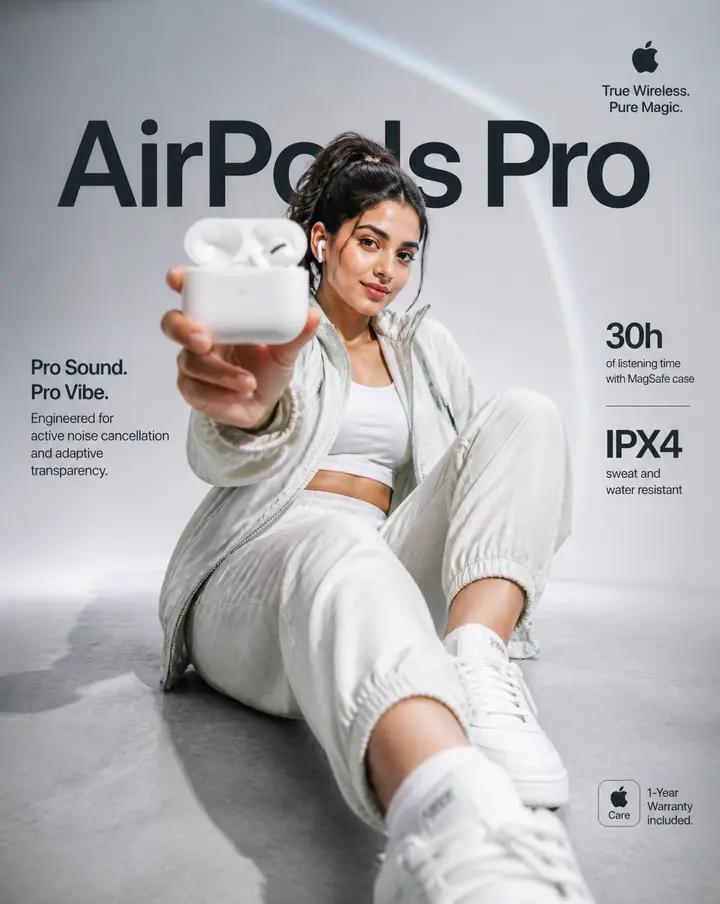 True Wireless.
Pure Magic.
AirPods Pro
30h
of listening time
with MagSafe case
Pro Sound.
Pro Vibe.
Engineered for
active noise cancellation
and adaptive
transparency.
IPX4
sweat and
water resistant
Care
1-Year
Warranty
included.